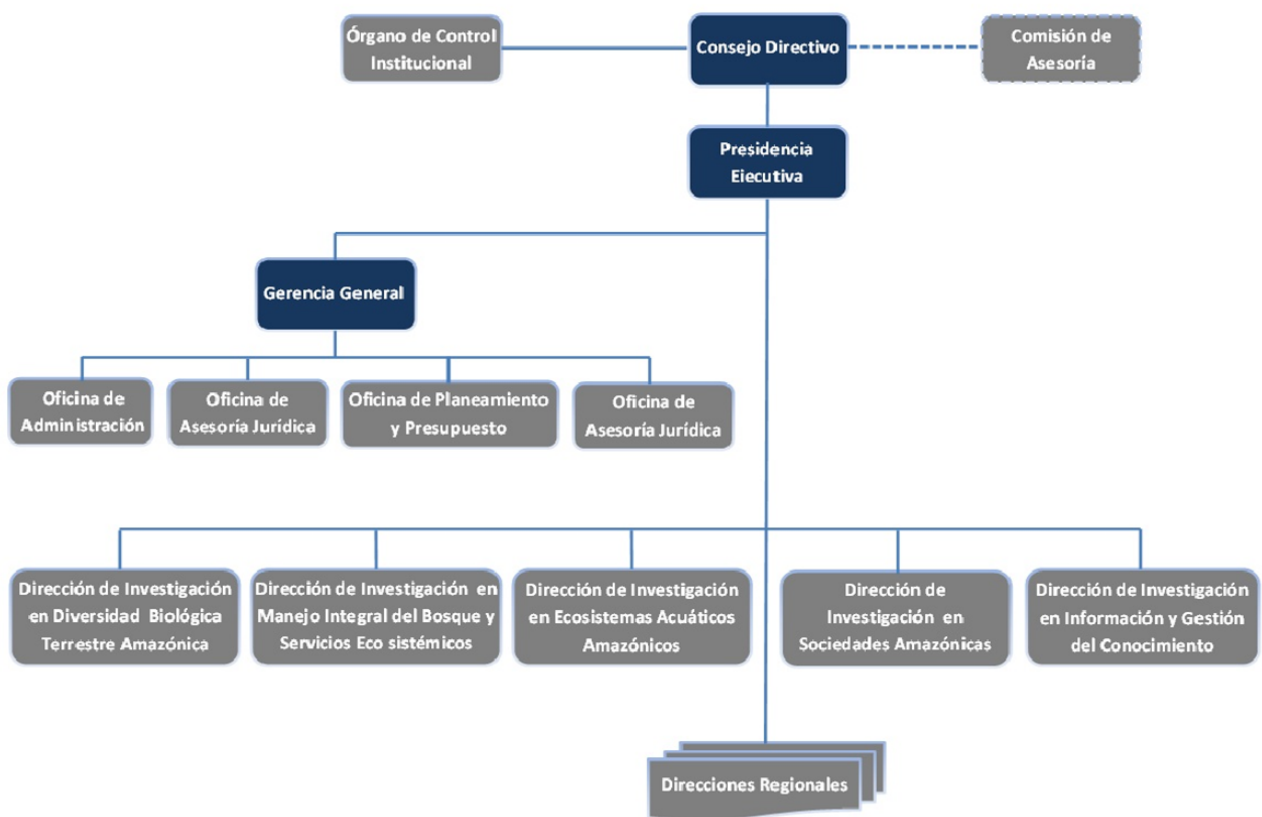 Órgano de Control
Institucional
Consejo Directivo
Comisión de
Asesoría
Presidencia
Ejecutiva
Gerencia General
Oficina de
Administración
Oficina de
Asesoría Jurídica
Oficina de Planeamiento
y Presupuesto
Oficina de
Asesoría Jurídica
Dirección de Investigación
en Diversidad Biológica
Terrestre Amazónica
Dirección de Investigación en
Manejo Integral del Bosque y
Servicios Eco sistémicos
Dirección de Investigación
en Ecosistemas Acuáticos
Amazónicos
Dirección de
Investigación en
Sociedades Amazónicas
Dirección de Investigación
en Información y Gestión
del Conocimiento
Direcciones Regionales